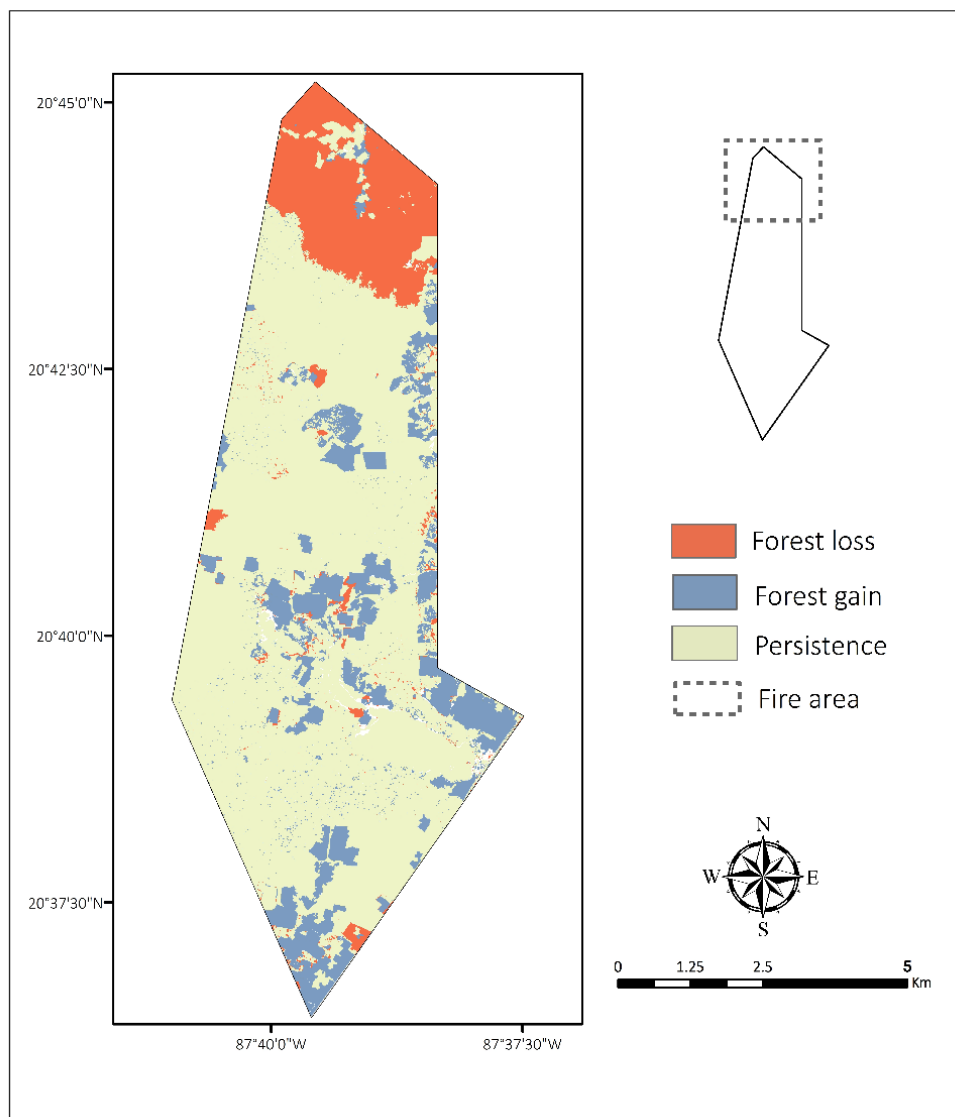 20°45'0"N
20°42'30"N
20°40'0"N
20°37'30"N
87°40'0"W
87°37'30"W
Forest loss
Forest gain
Persistence
Fire area
N
W
E
S
0 1.25 2.5 5
Km